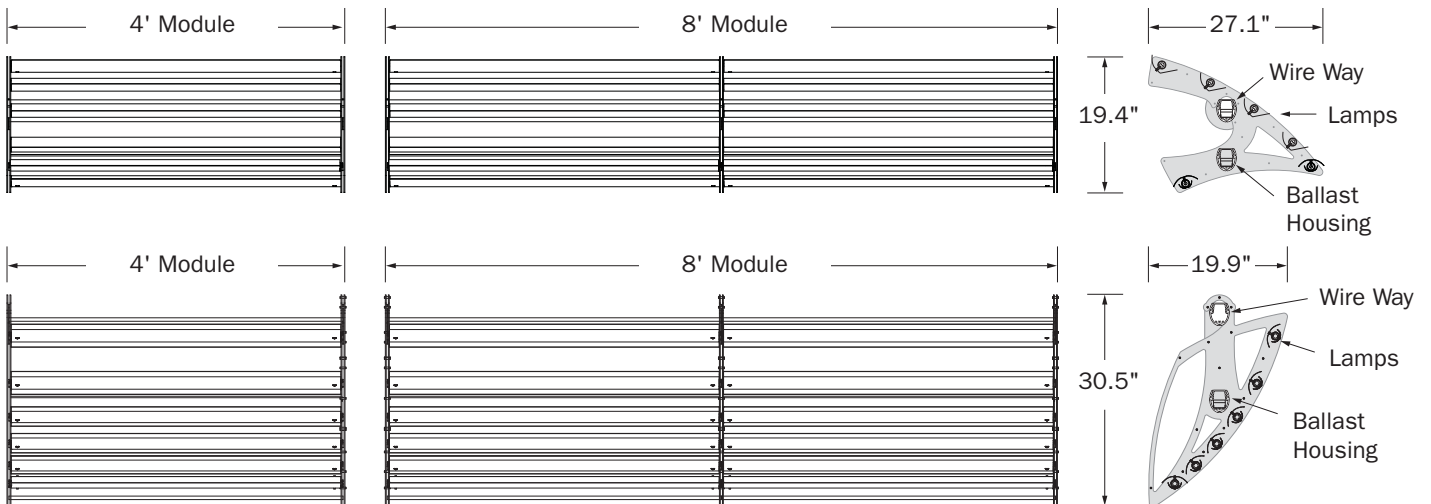 4' Module
8' Module
27.1"
Wire Way
19.4"
Lamps
Ballast
Housing
4' Module
8' Module
19.9"
Wire Way
Lamps
30.5"
Ballast
Housing